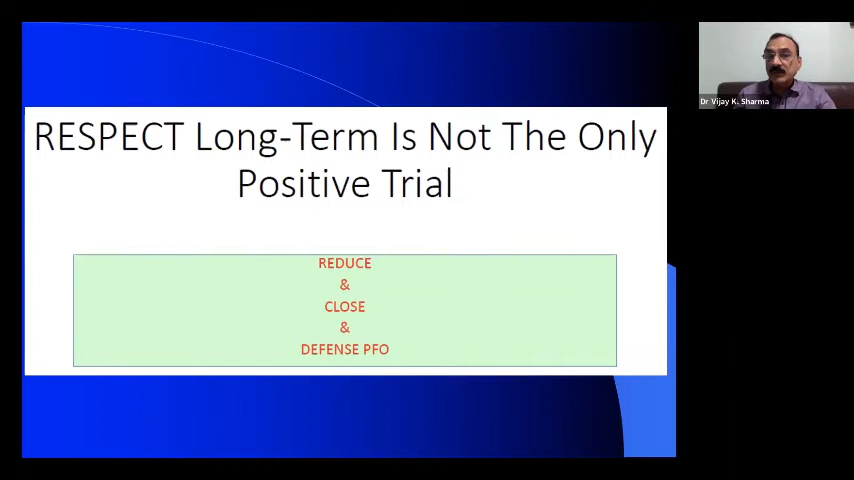 RESPECT Long-Term Is Not The Only
Positive Trial
REDUCE
&
CLOSE
&
DEFENSE PFO
Dr Vijay K. Sharma